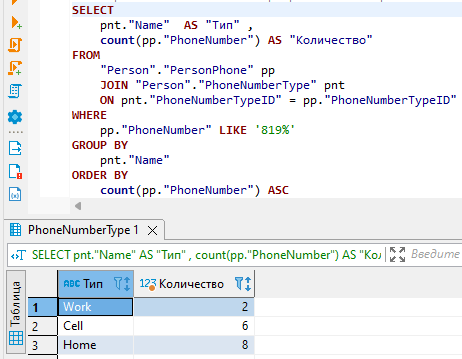 SELECT
pnt."Name" AS "Тип" ,
count(pp."PhoneNumber") AS "Количество"
FROM
"Person"."PersonPhone" pp
JOIN "Person"."PhoneNumberType" pnt
ON pnt."PhoneNumberTypeID" = pp."PhoneNumberTypeID"
WHERE
pp."PhoneNumber" LIKE '819%'
GROUP BY
pnt."Name"
ORDER BY
count(pp."PhoneNumber") ASC
PhoneNumberType 1
SELECT pnt."Name" AS "Тип" , count(pp."PhoneNumber") AS "Кол
Введите
Таблица
ABC Тип 123 Количество
1 Work 2
2 Cell 6
3 Home 8